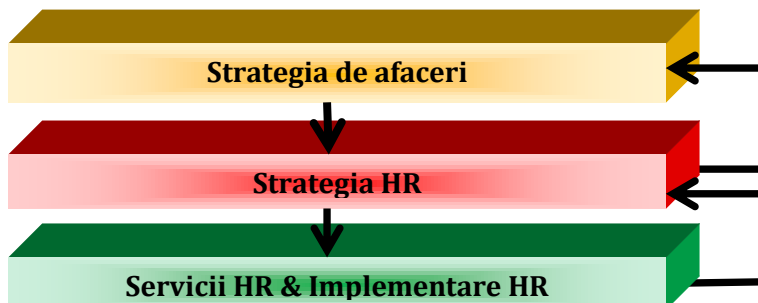 Strategia de afaceri
Strategia HR
Servicii HR & Implementare HR